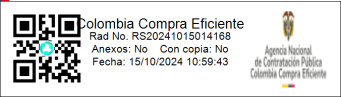 Colombia Compra Eficiente
Rad No. RS20241015014168
Anexos: No Con copia: No
Fecha: 15/10/2024 10:59:43
Agencia Nacional
de Contratación Pública
Colombia Compra Eficiente